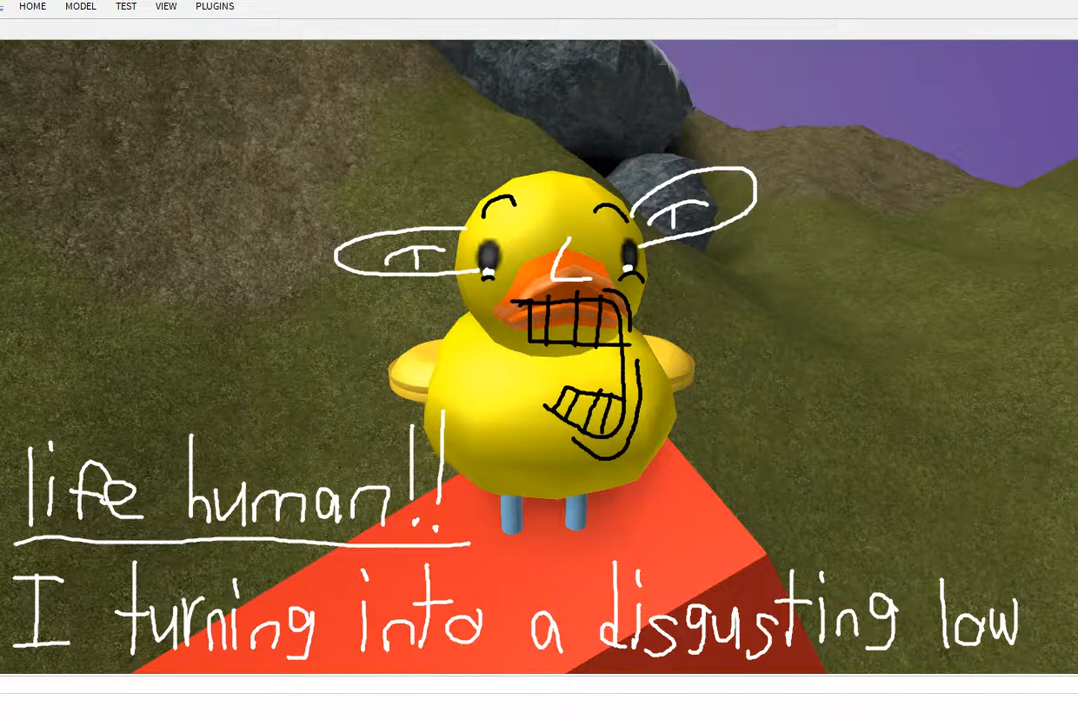 HOME MODEL TEST VIEW PLUGINS
life human!!
I turning into a disgusting low